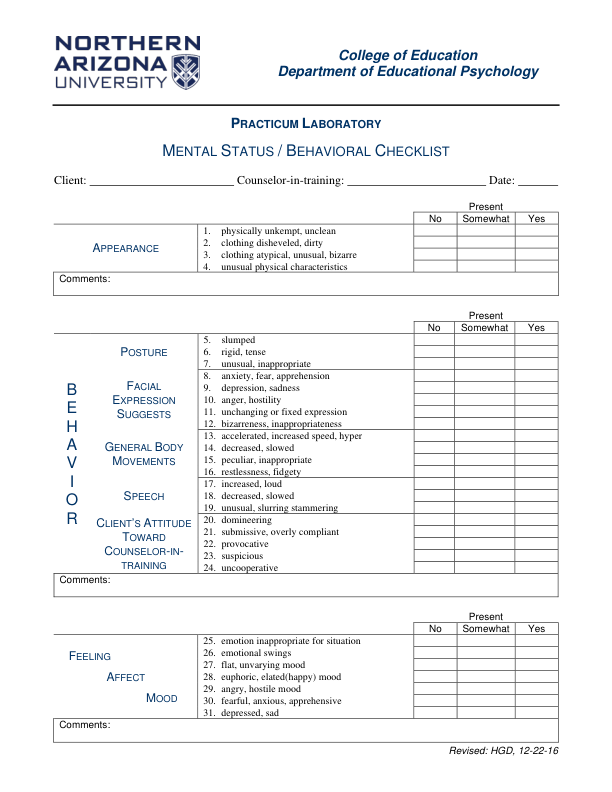 NORTHERN
ARIZONA
UNIVERSITY
College of Education
Department of Educational Psychology
PRACTICUM LABORATORY
MENTAL STATUS / BEHAVIORAL CHECKLIST
Client: ________________________ Counselor-in-training: _______________________ Date: _______
Present
No Somewhat Yes
APPEARANCE
1. physically unkempt, unclean
2. clothing disheveled, dirty
3. clothing atypical, unusual, bizarre
4. unusual physical characteristics
Comments:
Present
No Somewhat Yes
BEHAVIOR
POSTURE
5. slumped
6. rigid, tense
7. unusual, inappropriate
FACIAL
EXPRESSION
SUGGESTS
8. anxiety, fear, apprehension
9. depression, sadness
10. anger, hostility
11. unchanging or fixed expression
12. bizarreness, inappropriateness
GENERAL BODY
MOVEMENTS
13. accelerated, increased speed, hyper
14. decreased, slowed
15. peculiar, inappropriate
16. restlessness, fidgety
SPEECH
17. increased, loud
18. decreased, slowed
19. unusual, slurring stammering
CLIENT'S ATTITUDE
TOWARD
COUNSELOR-IN-
TRAINING
20. domineering
21. submissive, overly compliant
22. provocative
23. suspicious
24. uncooperative
Comments:
Present
No Somewhat Yes
FEELING
AFFECT
MOOD
25. emotion inappropriate for situation
26. emotional swings
27. flat, unvarying mood
28. euphoric, elated(happy) mood
29. angry, hostile mood
30. fearful, anxious, apprehensive
31. depressed, sad
Comments:
Revised: HGD, 12-22-16